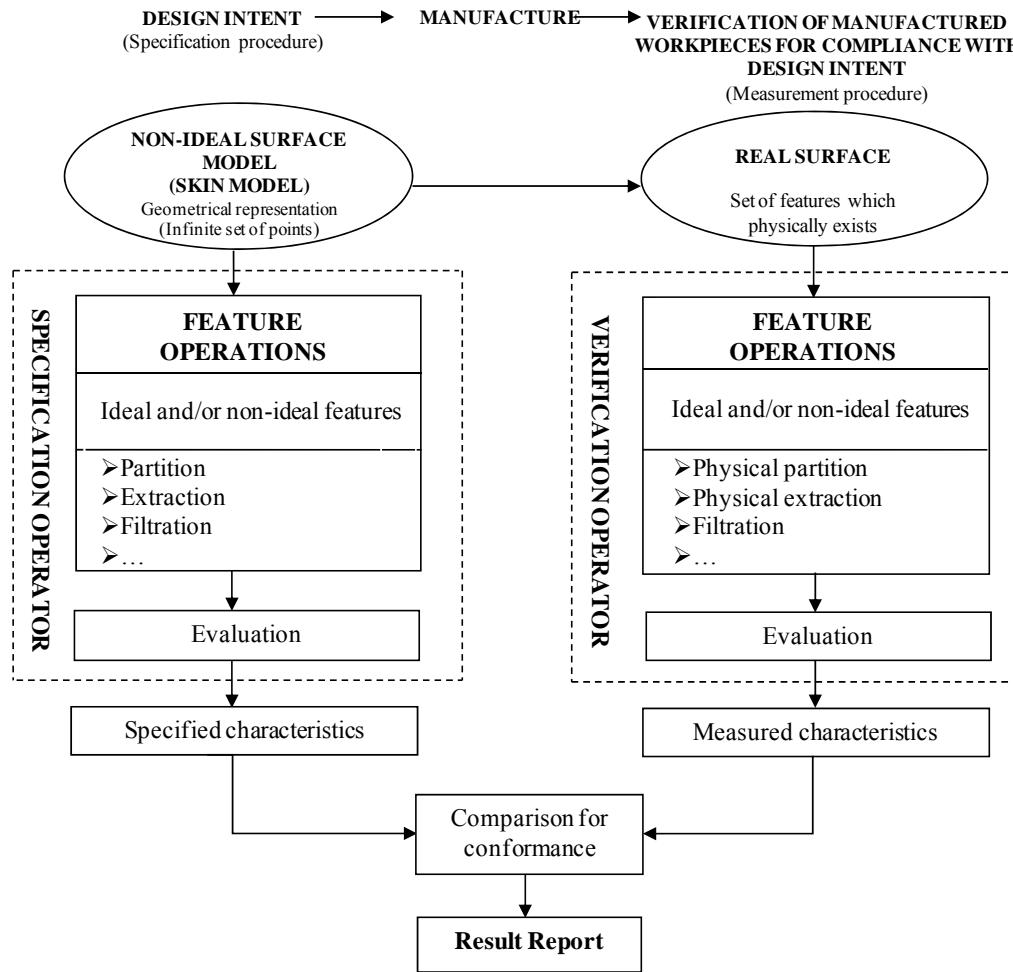 DESIGN INTENT
(Specification procedure)
MANUFACTURE
VERIFICATION OF MANUFACTURED
WORKPIECES FOR COMPLIANCE WITH
DESIGN INTENT
(Measurement procedure)
NON-IDEAL SURFACE
MODEL
(SKIN MODEL)
Geometrical representation
(Infinite set of points)
REAL SURFACE
Set of features which
physically exists
SPECIFICATION OPERATOR
FEATURE
OPERATIONS
Ideal and/or non-ideal features
➢Partition
➢Extraction
➢Filtration
➢…
Evaluation
Specified characteristics
VERIFICATION OPERATOR
FEATURE
OPERATIONS
Ideal and/or non-ideal features
➢Physical partition
➢Physical extraction
➢Filtration
➢…
Evaluation
Measured characteristics
Comparison for
conformance
Result Report